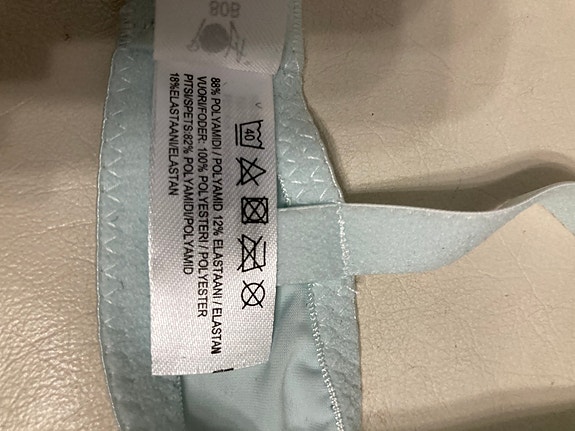 808
40
88% POLYAMIDI / POLYAMID 12% ELASTAANI / ELASTAN
VUORI/FODER: 100% POLYESTERI / POLYESTER
PITSI/SPETS:82% POLYAMIDI/POLYAMID
18%ELASTAANI/ELASTAN